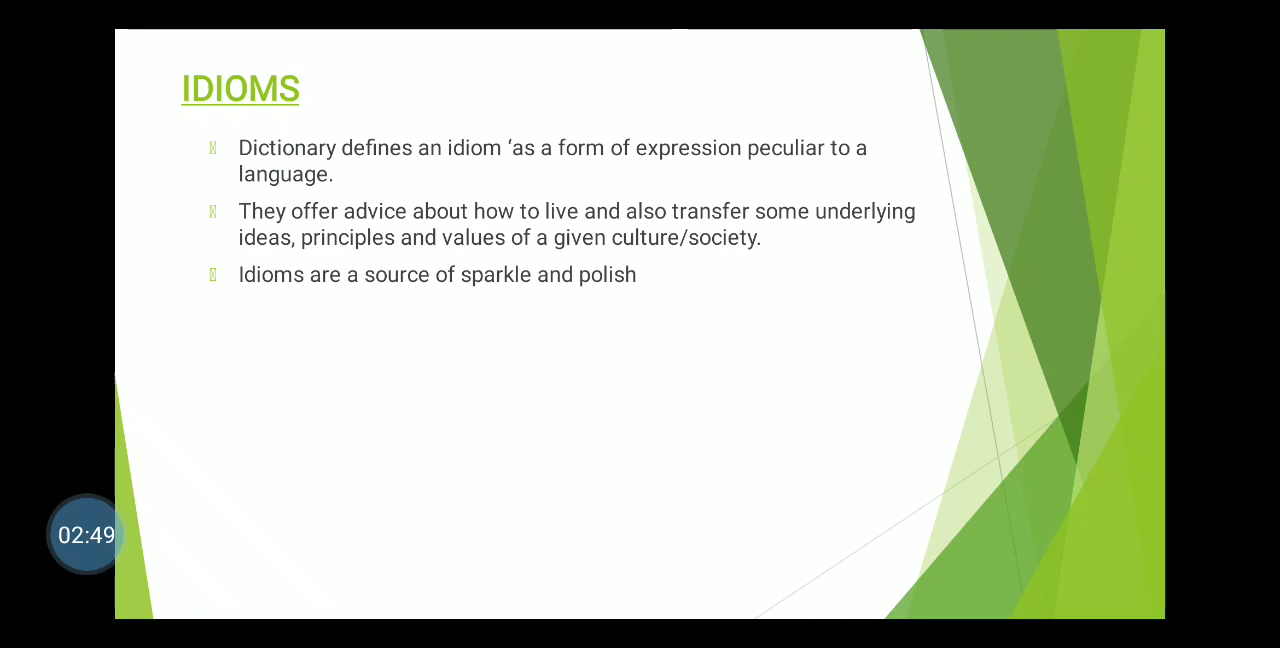 IDIOMS
Dictionary defines an idiom ‘as a form of expression peculiar to a
language.
They offer advice about how to live and also transfer some underlying
ideas, principles and values of a given culture/society.
Idioms are a source of sparkle and polish
02:49